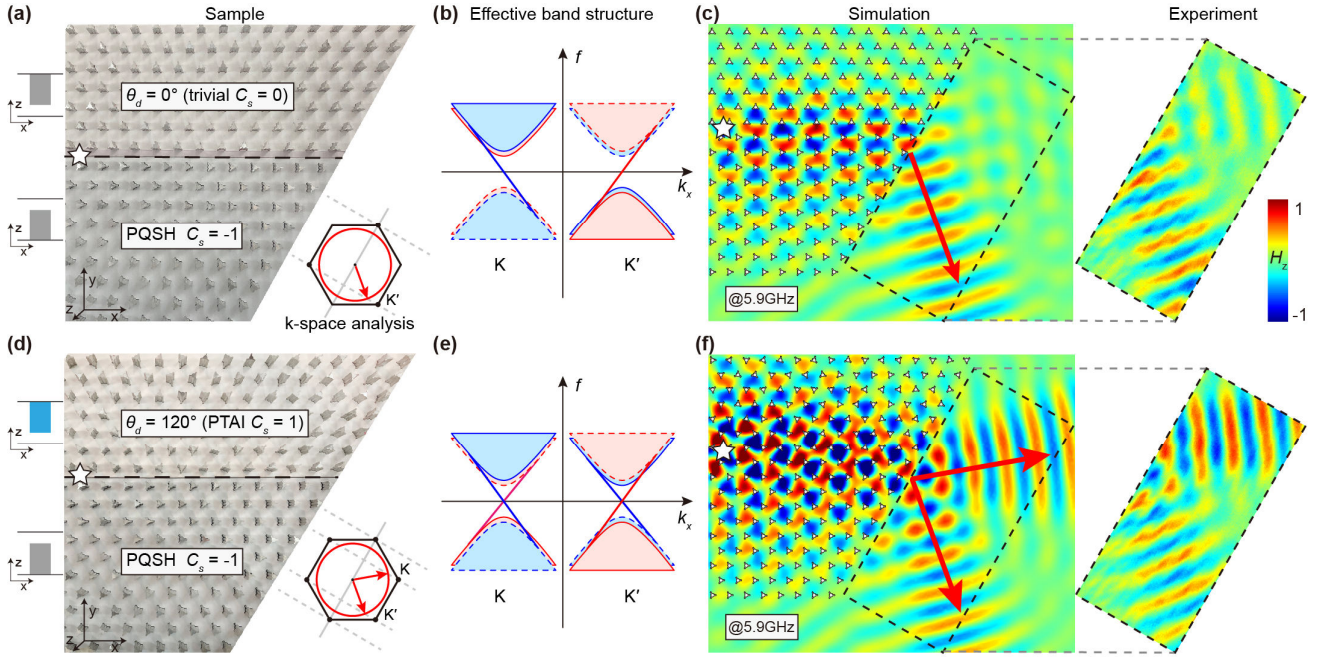 (a)
Sample
(b)
Effective band structure
(c)
Simulation
Experiment
θd = 0° (trivial Cs = 0)
z
x
z
x
PQSH Cs = -1
y
z
x
K′
k-space analysis
f
kx
K
K′
@5.9GHz
1
Hz
-1
(d)
(e)
(f)
θd = 120° (PTAI Cs = 1)
z
x
z
x
PQSH Cs = -1
y
z
x
K
K′
f
kx
K
K′
@5.9GHz